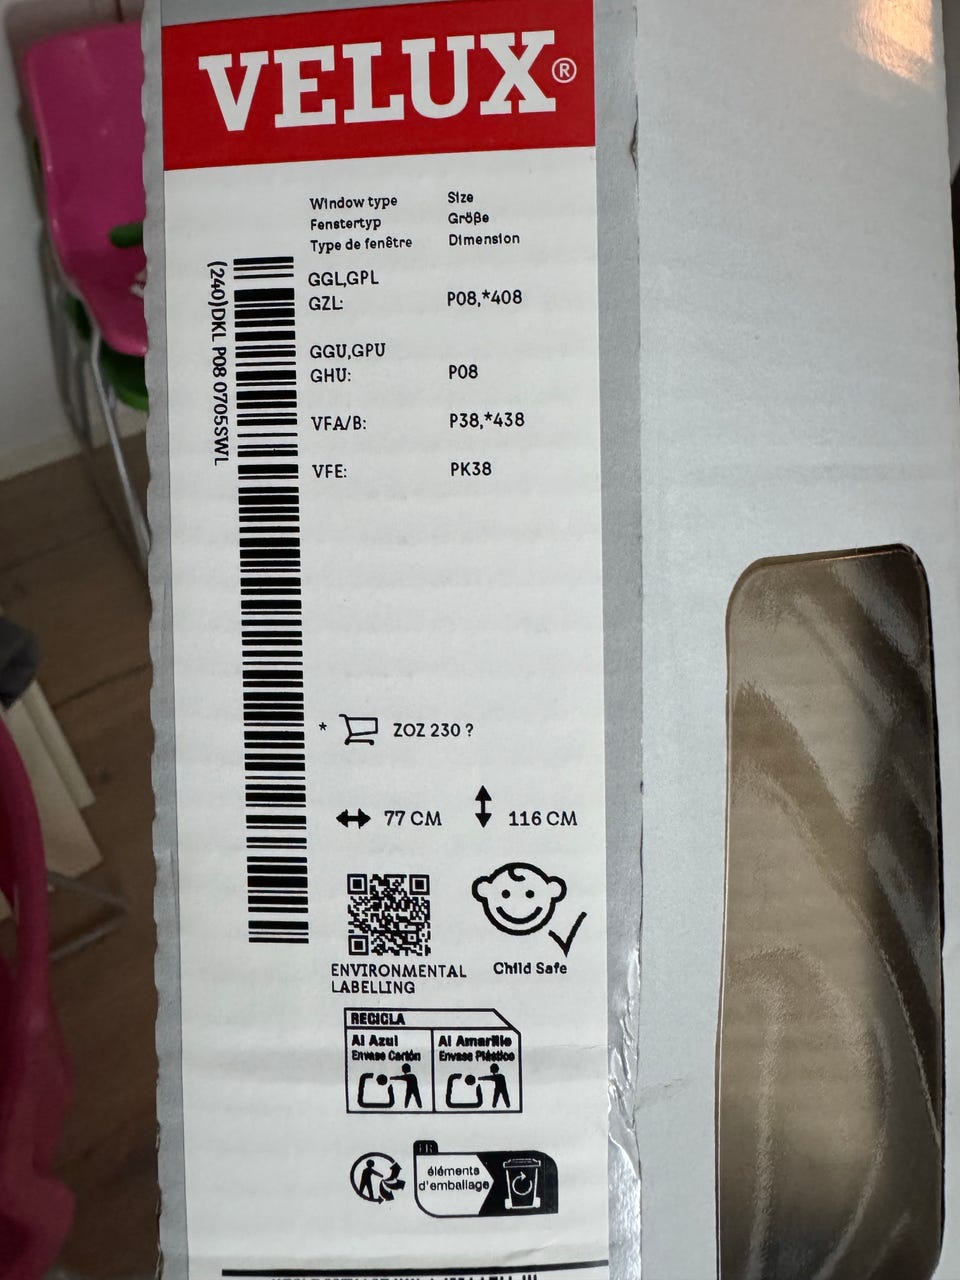 VELUX®
Window type Size
Fenstertyp Größe
Type de fenêtre Dimension
(240)DKL P08 0705SWL
GGL,GPL
GZL: P08,*408
GGU,GPU
GHU: P08
VFA/B: P38,*438
VFE: PK38
* ZOZ 230 ?
77 CM 116 CM
ENVIRONMENTAL
LABELLING
Child Safe
RECICLA
Al Azul Al Amarillo
Envase Cartón Envase Plástico
FR
éléments
d'emballage